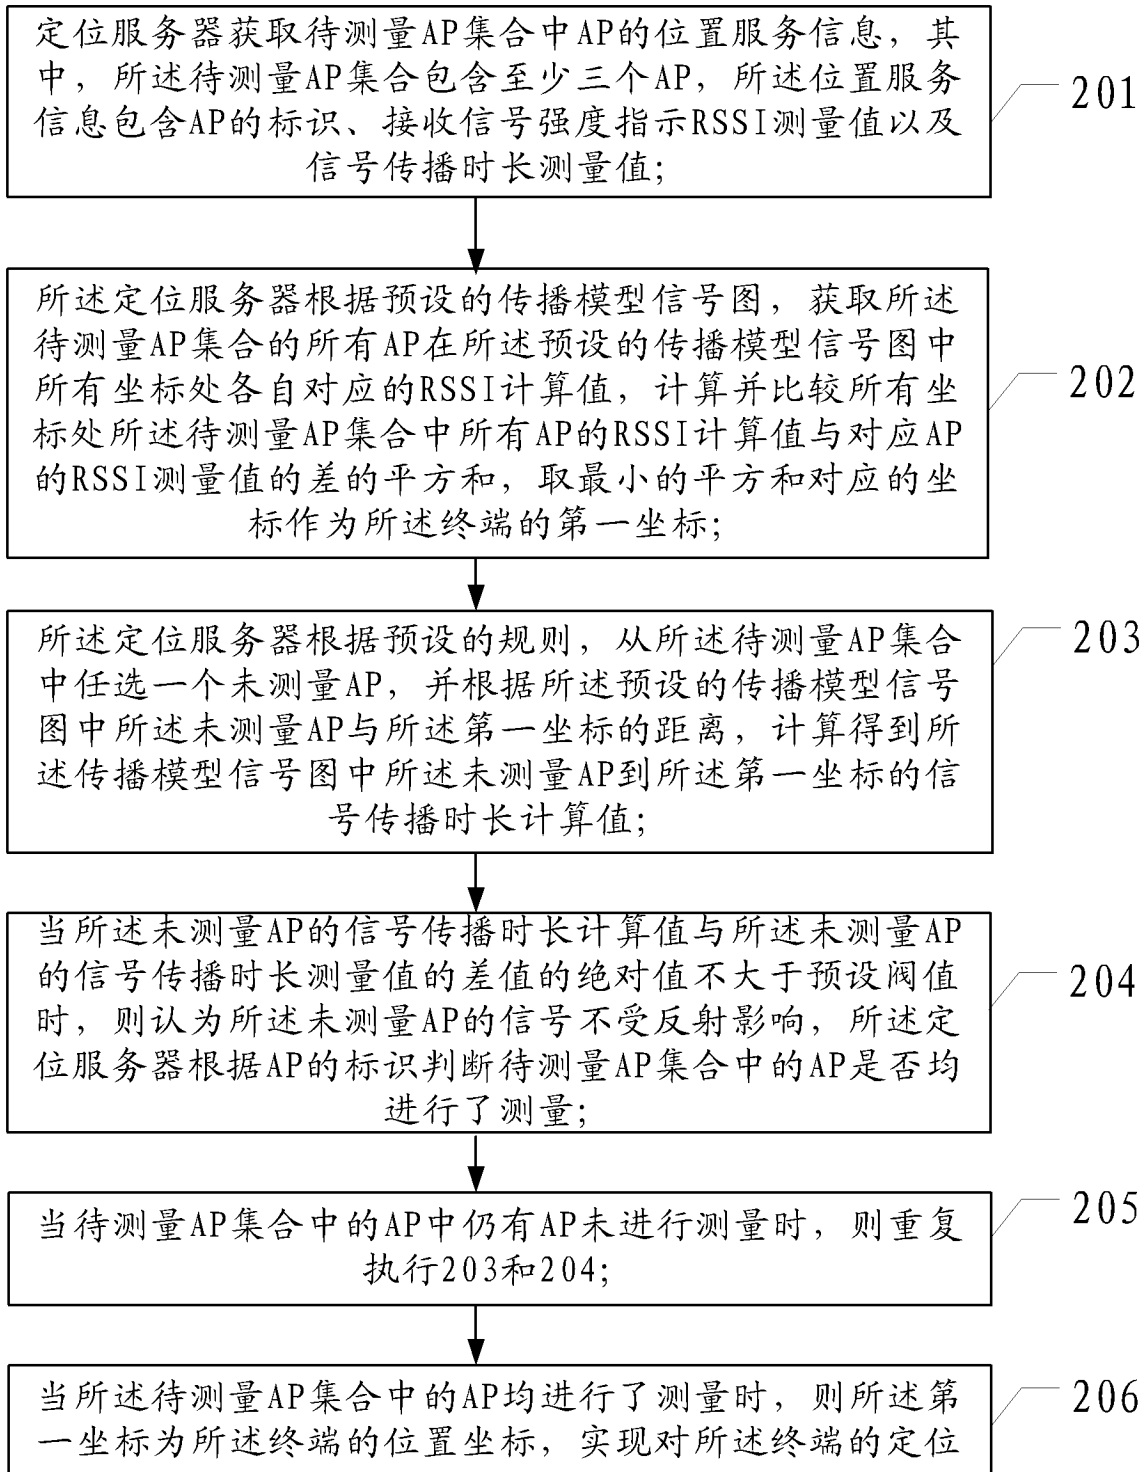 定位服务器获取待测量AP集合中AP的位置服务信息，其
中，所述待测量AP集合包含至少三个AP，所述位置服务
信息包含AP的标识、接收信号强度指示RSSI测量值以及
信号传播时长测量值；
201
所述定位服务器根据预设的传播模型信号图，获取所述
待测量AP集合的所有AP在所述预设的传播模型信号图中
所有坐标处各自对应的RSSI计算值，计算并比较所有坐
标处所述待测量AP集合中所有AP的RSSI计算值与对应AP
的RSSI测量值的差的平方和，取最小的平方和对应的坐
标作为所述终端的第一坐标；
202
所述定位服务器根据预设的规则，从所述待测量AP集合
中任选一个未测量AP，并根据所述预设的传播模型信号
图中所述未测量AP与所述第一坐标的距离，计算得到所
述传播模型信号图中所述未测量AP到所述第一坐标的信
号传播时长计算值；
203
当所述未测量AP的信号传播时长计算值与所述未测量AP
的信号传播时长测量值的差值的绝对值不大于预设阀值
时，则认为所述未测量AP的信号不受反射影响，所述定
位服务器根据AP的标识判断待测量AP集合中的AP是否均
进行了测量；
204
当待测量AP集合中的AP中仍有AP未进行测量时，则重复
执行203和204；
205
当所述待测量AP集合中的AP均进行了测量时，则所述第
一坐标为所述终端的位置坐标，实现对所述终端的定位
206